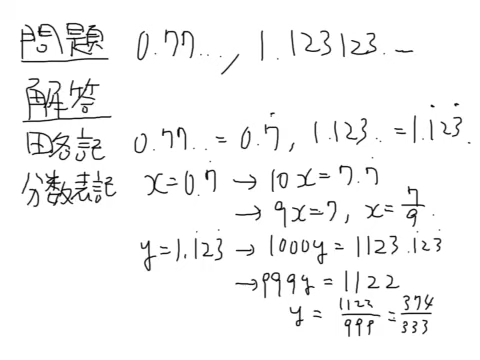 問題 0.77‥, 1.123123‥
解答
略記 0.77‥=0.7̇, 1.123‥=1.1̇23̇.
分数表記 x=0.7̇ → 10x=7.7̇
→ 9x=7, x=7/9.
y=1.1̇23̇ → 1000y=1123.1̇23̇
→999y=1122
y=1122/999=374/333